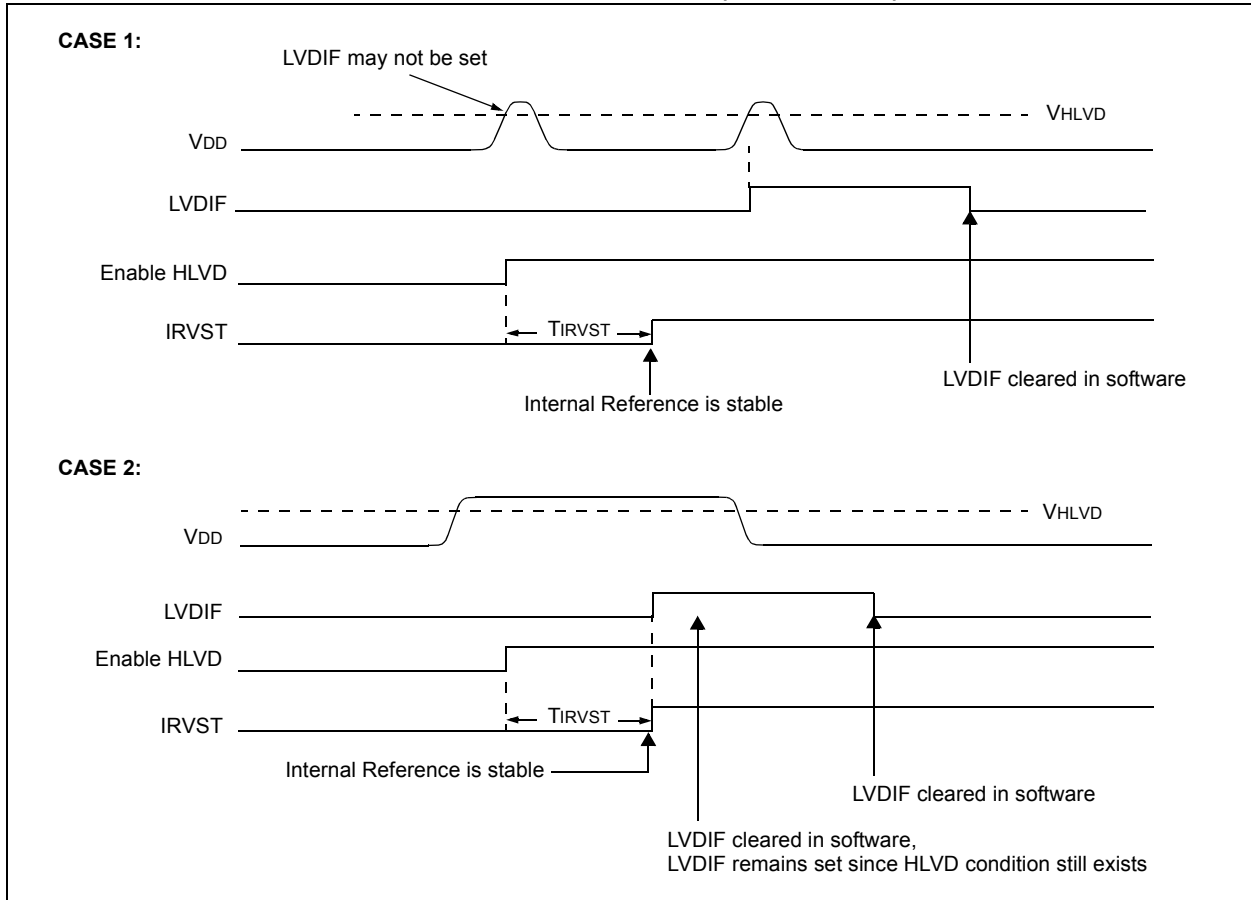 CASE 1:
LVDIF may not be set
VHLVD
VDD
LVDIF
Enable HLVD
IRVST
TIRVST
LVDIF cleared in software
Internal Reference is stable
CASE 2:
VHLVD
VDD
LVDIF
Enable HLVD
TIRVST
IRVST
Internal Reference is stable
LVDIF cleared in software
LVDIF cleared in software,
LVDIF remains set since HLVD condition still exists